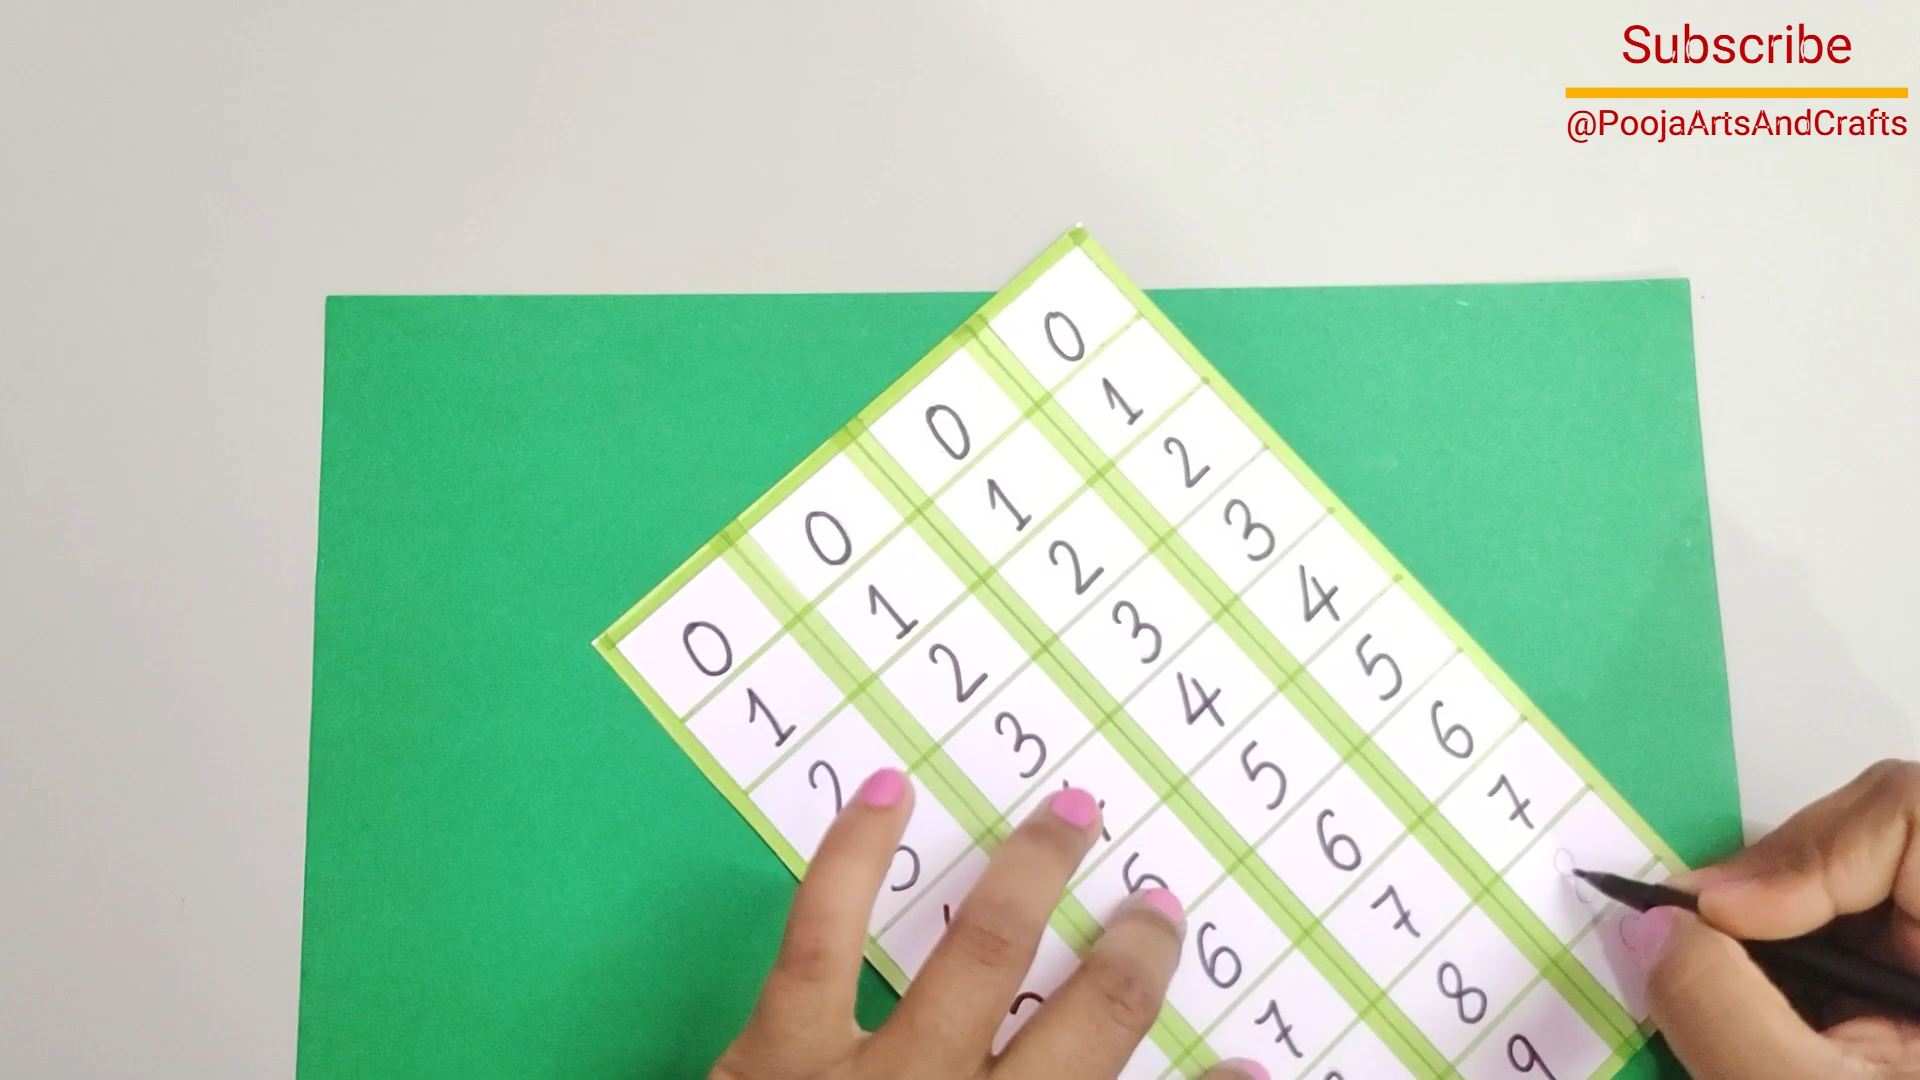 Subscribe
@PoojaArtsAndCrafts
0 0 0 0
1 1 1 1
2 2 2 2
3 3 3
4 4
5 5 5
6 6 6
7 7 7
8
9